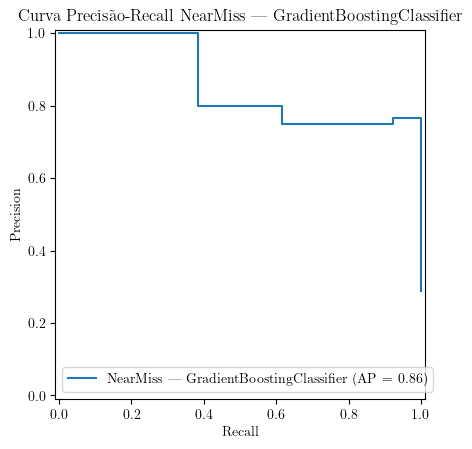 Curva Precisão-Recall NearMiss — GradientBoostingClassifier
1.0
0.8
0.6
0.4
0.2
0.0
Precision
NearMiss — GradientBoostingClassifier (AP = 0.86)
0.0 0.2 0.4 0.6 0.8 1.0
Recall